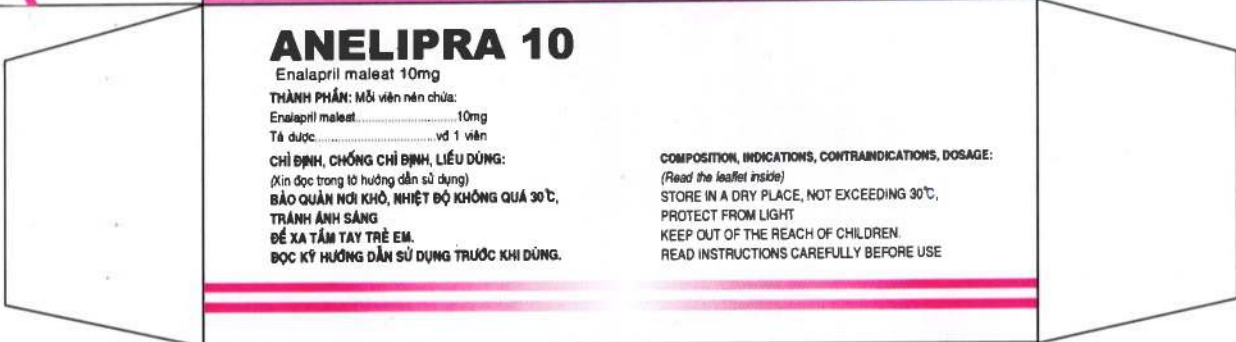 ANELIPRA 10
Enalapril maleat 10mg
THÀNH PHẦN: Mỗi viên nén chứa:
Enalapril maleat..............................10mg
Tá dược....................................vđ 1 viên
CHỈ ĐỊNH, CHỐNG CHỈ ĐỊNH, LIỀU DÙNG:
(Xin đọc trong tờ hướng dẫn sử dụng)
BẢO QUẢN NƠI KHÔ, NHIỆT ĐỘ KHÔNG QUÁ 30℃,
TRÁNH ÁNH SÁNG
ĐỂ XA TẦM TAY TRẺ EM.
ĐỌC KỸ HƯỚNG DẪN SỬ DỤNG TRƯỚC KHI DÙNG.
COMPOSITION, INDICATIONS, CONTRAINDICATIONS, DOSAGE:
(Read the leaflet inside)
STORE IN A DRY PLACE, NOT EXCEEDING 30℃,
PROTECT FROM LIGHT
KEEP OUT OF THE REACH OF CHILDREN.
READ INSTRUCTIONS CAREFULLY BEFORE USE